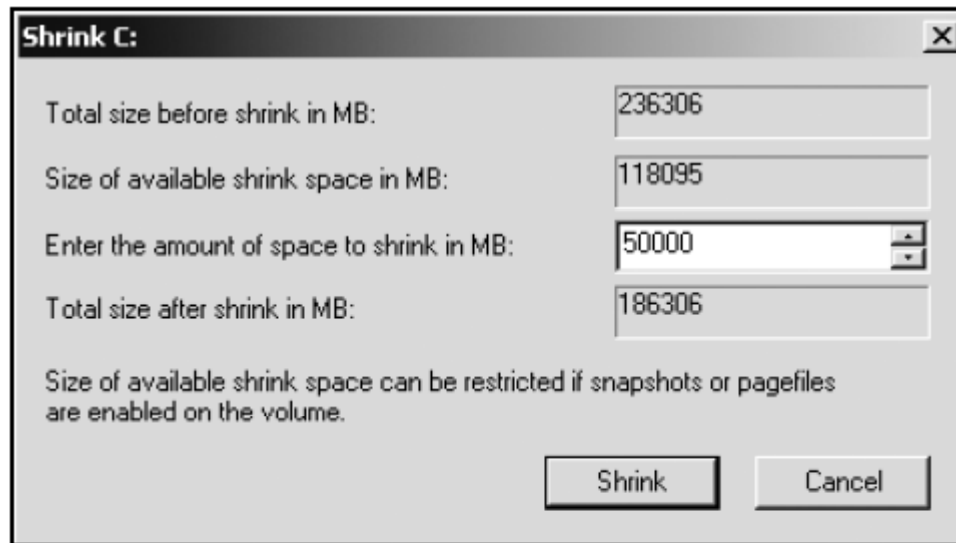 Shrink C:
Total size before shrink in MB: 236306
Size of available shrink space in MB: 118095
Enter the amount of space to shrink in MB: 50000
Total size after shrink in MB: 186306
Size of available shrink space can be restricted if snapshots or pagefiles
are enabled on the volume.
Shrink Cancel